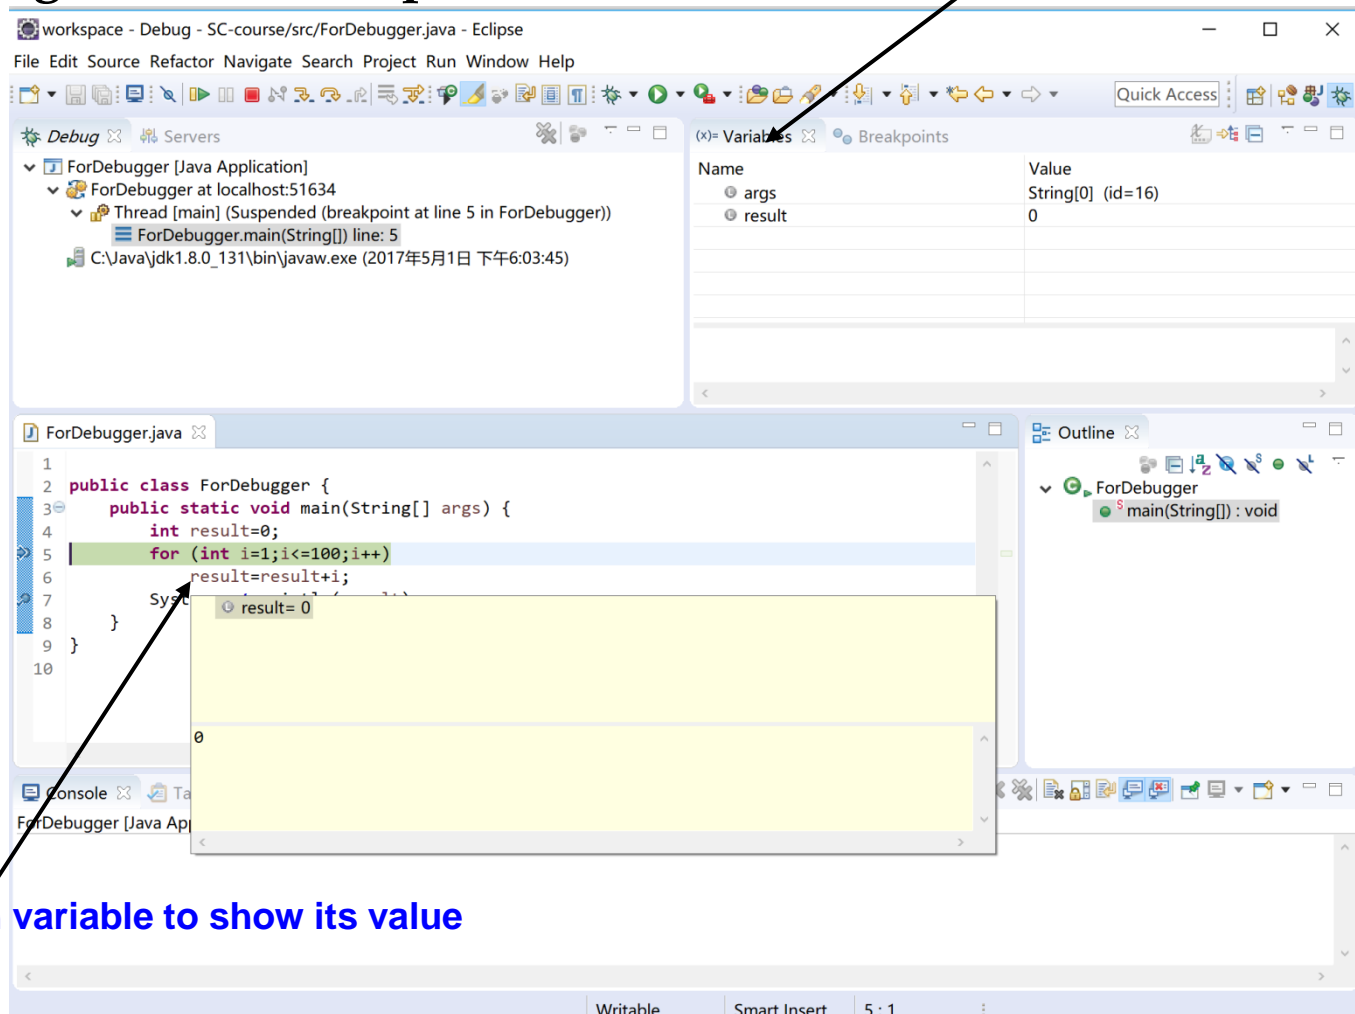 workspace - Debug - SC-course/src/ForDebugger.java - Eclipse
File Edit Source Refactor Navigate Search Project Run Window Help
Quick Access
Debug Servers
(x)= Variables Breakpoints
ForDebugger [Java Application]
ForDebugger at localhost:51634
Thread [main] (Suspended (breakpoint at line 5 in ForDebugger))
ForDebugger.main(String[]) line: 5
C:\Java\jdk1.8.0_131\bin\javaw.exe (2017年5月1日 下午6:03:45)
Name Value
args String[0] (id=16)
result 0
ForDebugger.java
1
2 public class ForDebugger {
3 public static void main(String[] args) {
4 int result=0;
5 for (int i=1;i<=100;i++)
6 result=result+i;
7 Syst
8 }
9 }
10
result= 0
0
Outline
ForDebugger
main(String[]) : void
Console Ta
ForDebugger [Java App
variable to show its value
Writable Smart Insert 5 : 1